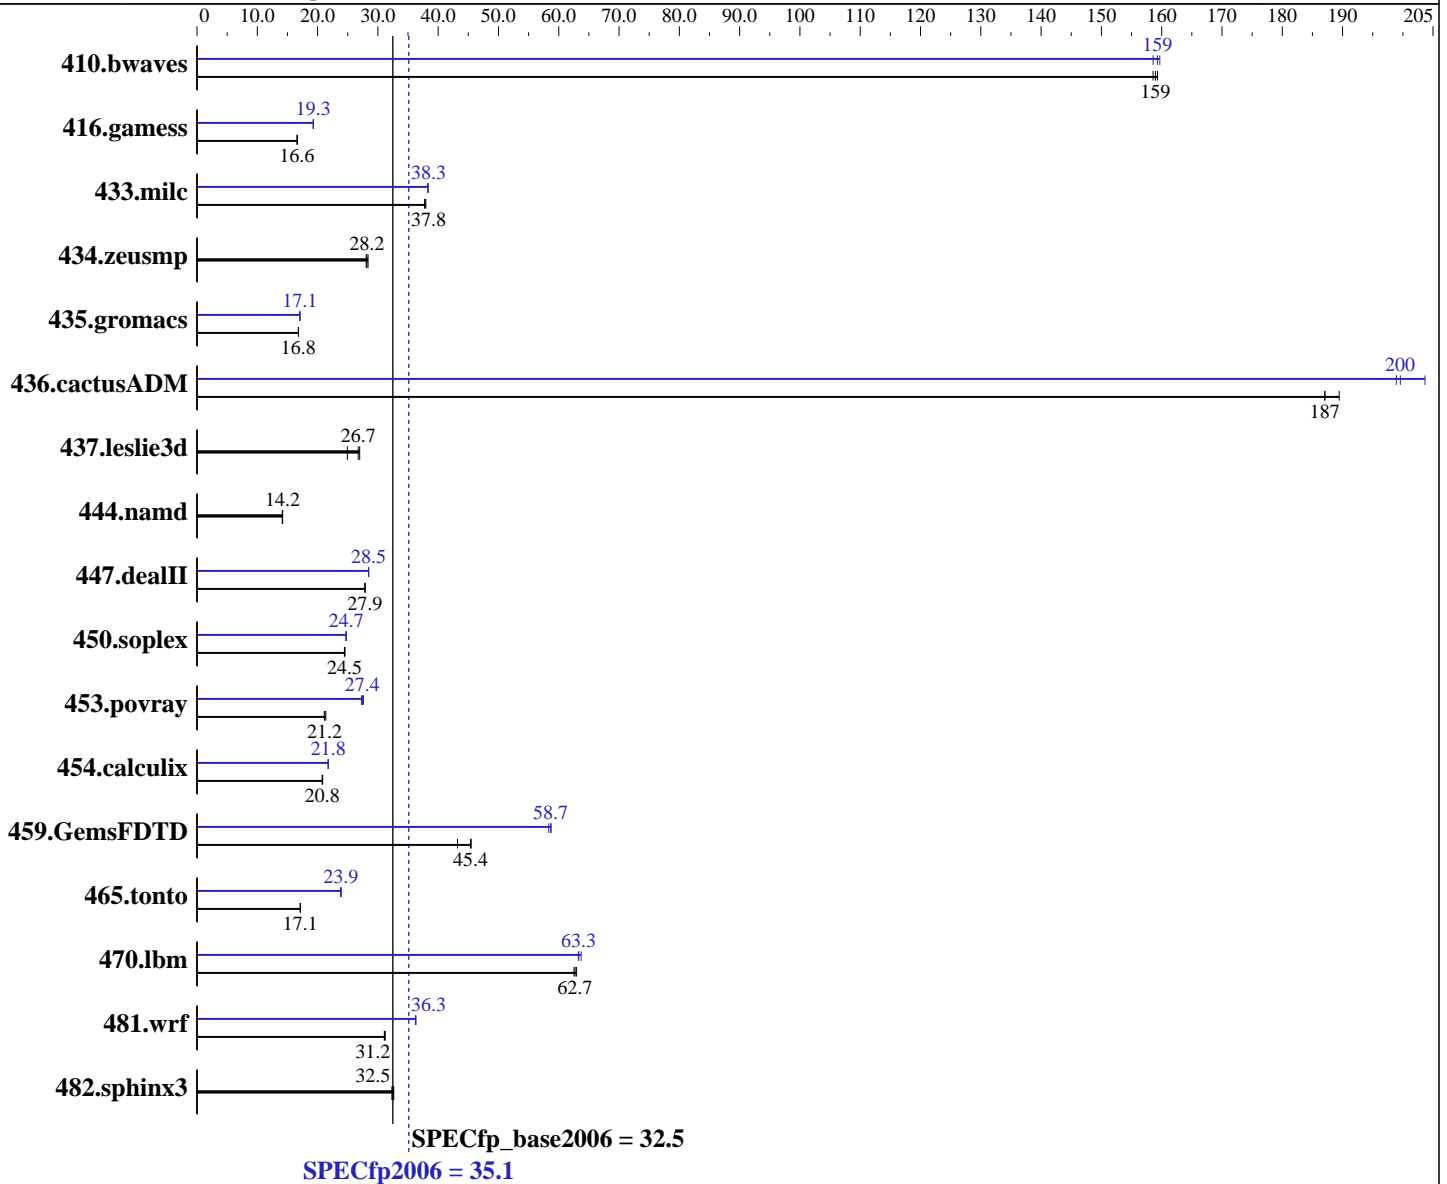 0 10.0 20.0 30.0 40.0 50.0 60.0 70.0 80.0 90.0 100 110 120 130 140 150 160 170 180 190 205
159
410.bwaves
159
19.3
416.gamess
16.6
38.3
433.milc
37.8
28.2
434.zeusmp
17.1
435.gromacs
16.8
200
436.cactusADM
187
26.7
437.leslie3d
14.2
444.namd
28.5
447.dealII
27.9
24.7
450.soplex
24.5
27.4
453.povray
21.2
21.8
454.calculix
20.8
58.7
459.GemsFDTD
45.4
23.9
465.tonto
17.1
63.3
470.lbm
62.7
36.3
481.wrf
31.2
32.5
482.sphinx3
SPECfp_base2006 = 32.5
SPECfp2006 = 35.1